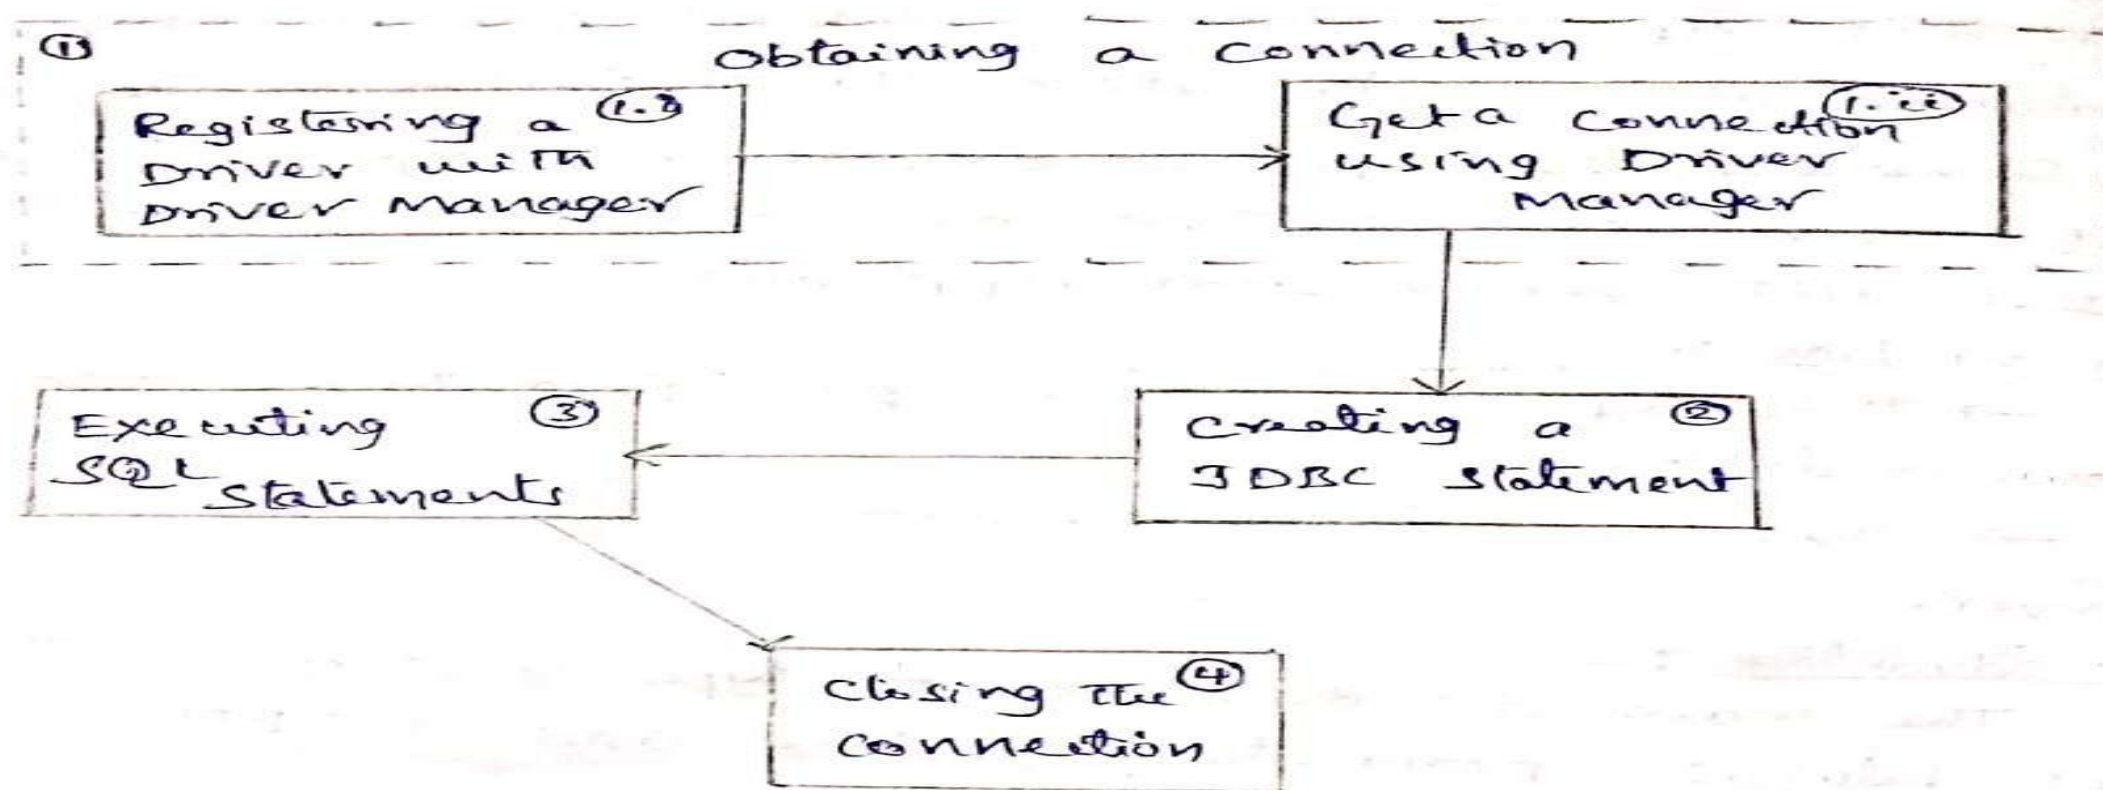 ① Obtaining a Connection
Registering a 1.i
Driver with
Driver Manager
Get a Connection 1.ii
using Driver
Manager
Executing ③
SQL
Statements
Creating a ②
JDBC Statement
Closing the ④
Connection